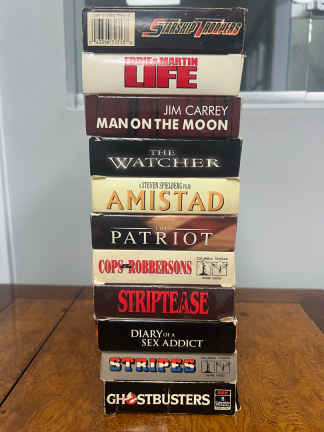 STARSHIP TROOPERS
EDDIE & MARTIN
LIFE
JIM CARREY
MAN ON THE MOON
THE
WATCHER
A STEVEN SPIELBERG FILM
AMISTAD
THE
PATRIOT
COPS AND ROBBERSONS
STRIPTEASE
DIARY OF A
SEX ADDICT
STRIPES
GHOSTBUSTERS